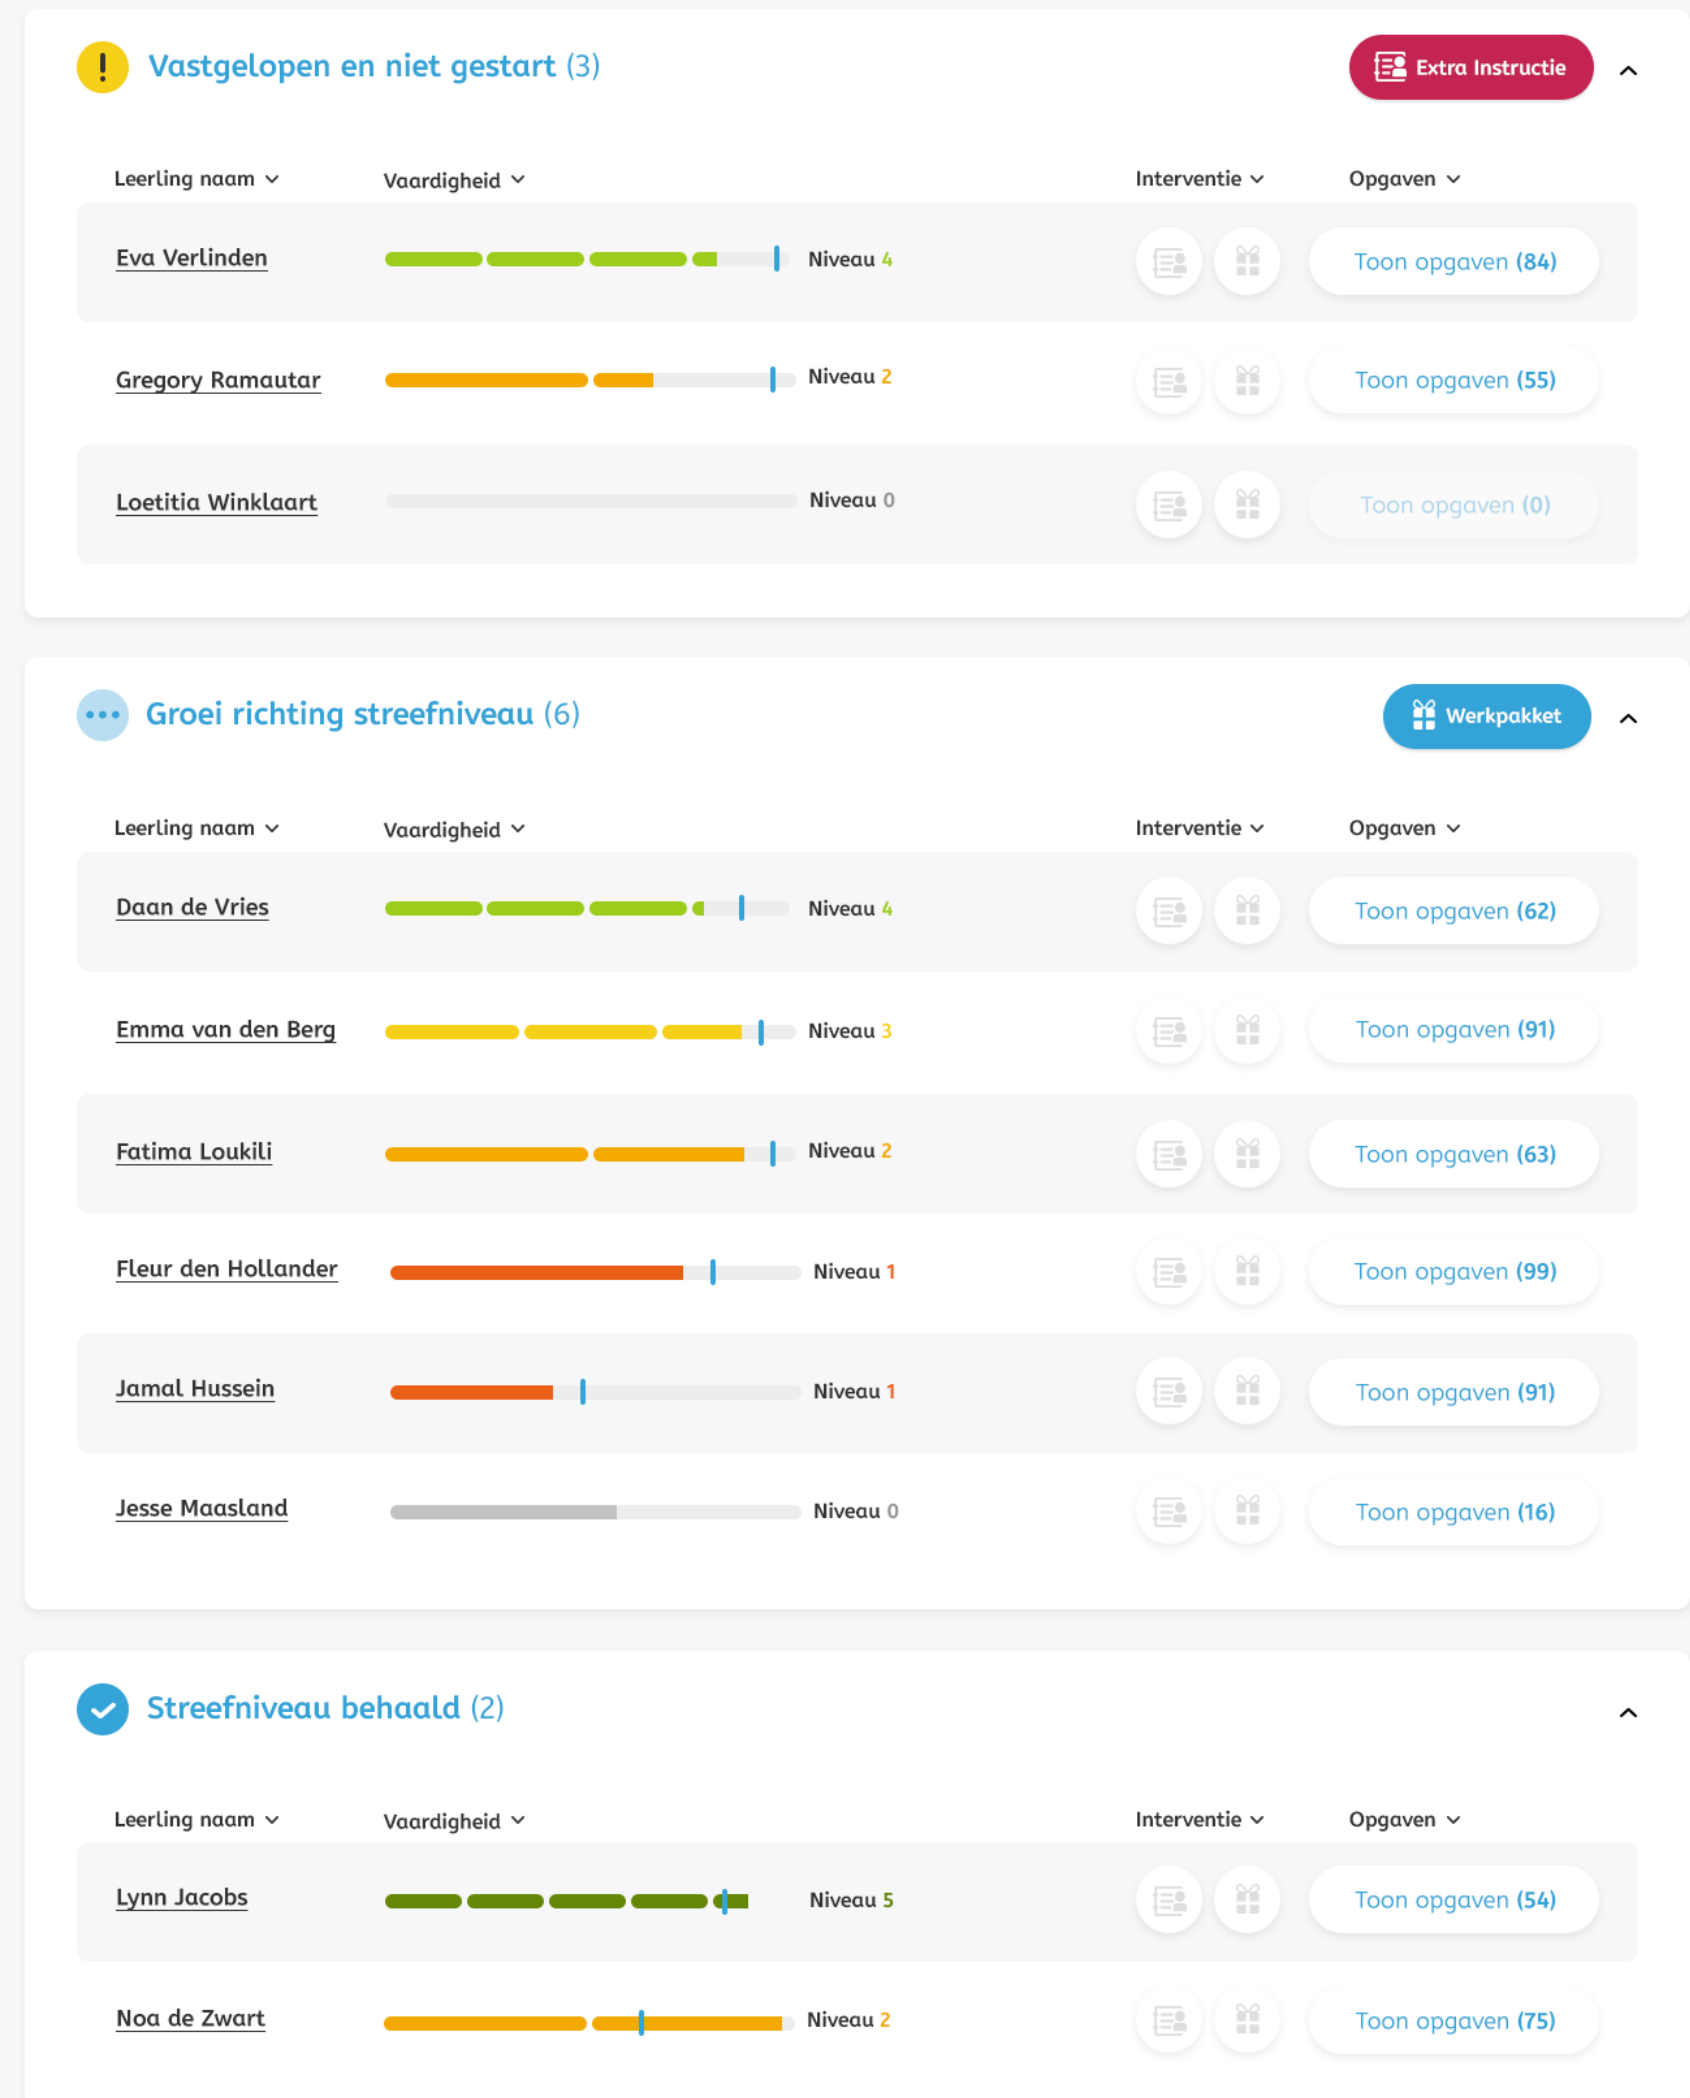 Vastgelopen en niet gestart (3)
Extra Instructie
Leerling naam Vaardigheid Interventie Opgaven
Eva Verlinden Niveau 4 Toon opgaven (84)
Gregory Ramautar Niveau 2 Toon opgaven (55)
Loetitia Winklaart Niveau 0 Toon opgaven (0)
Groei richting streefniveau (6)
Werkpakket
Leerling naam Vaardigheid Interventie Opgaven
Daan de Vries Niveau 4 Toon opgaven (62)
Emma van den Berg Niveau 3 Toon opgaven (91)
Fatima Loukili Niveau 2 Toon opgaven (63)
Fleur den Hollander Niveau 1 Toon opgaven (99)
Jamal Hussein Niveau 1 Toon opgaven (91)
Jesse Maasland Niveau 0 Toon opgaven (16)
Streefniveau behaald (2)
Leerling naam Vaardigheid Interventie Opgaven
Lynn Jacobs Niveau 5 Toon opgaven (54)
Noa de Zwart Niveau 2 Toon opgaven (75)